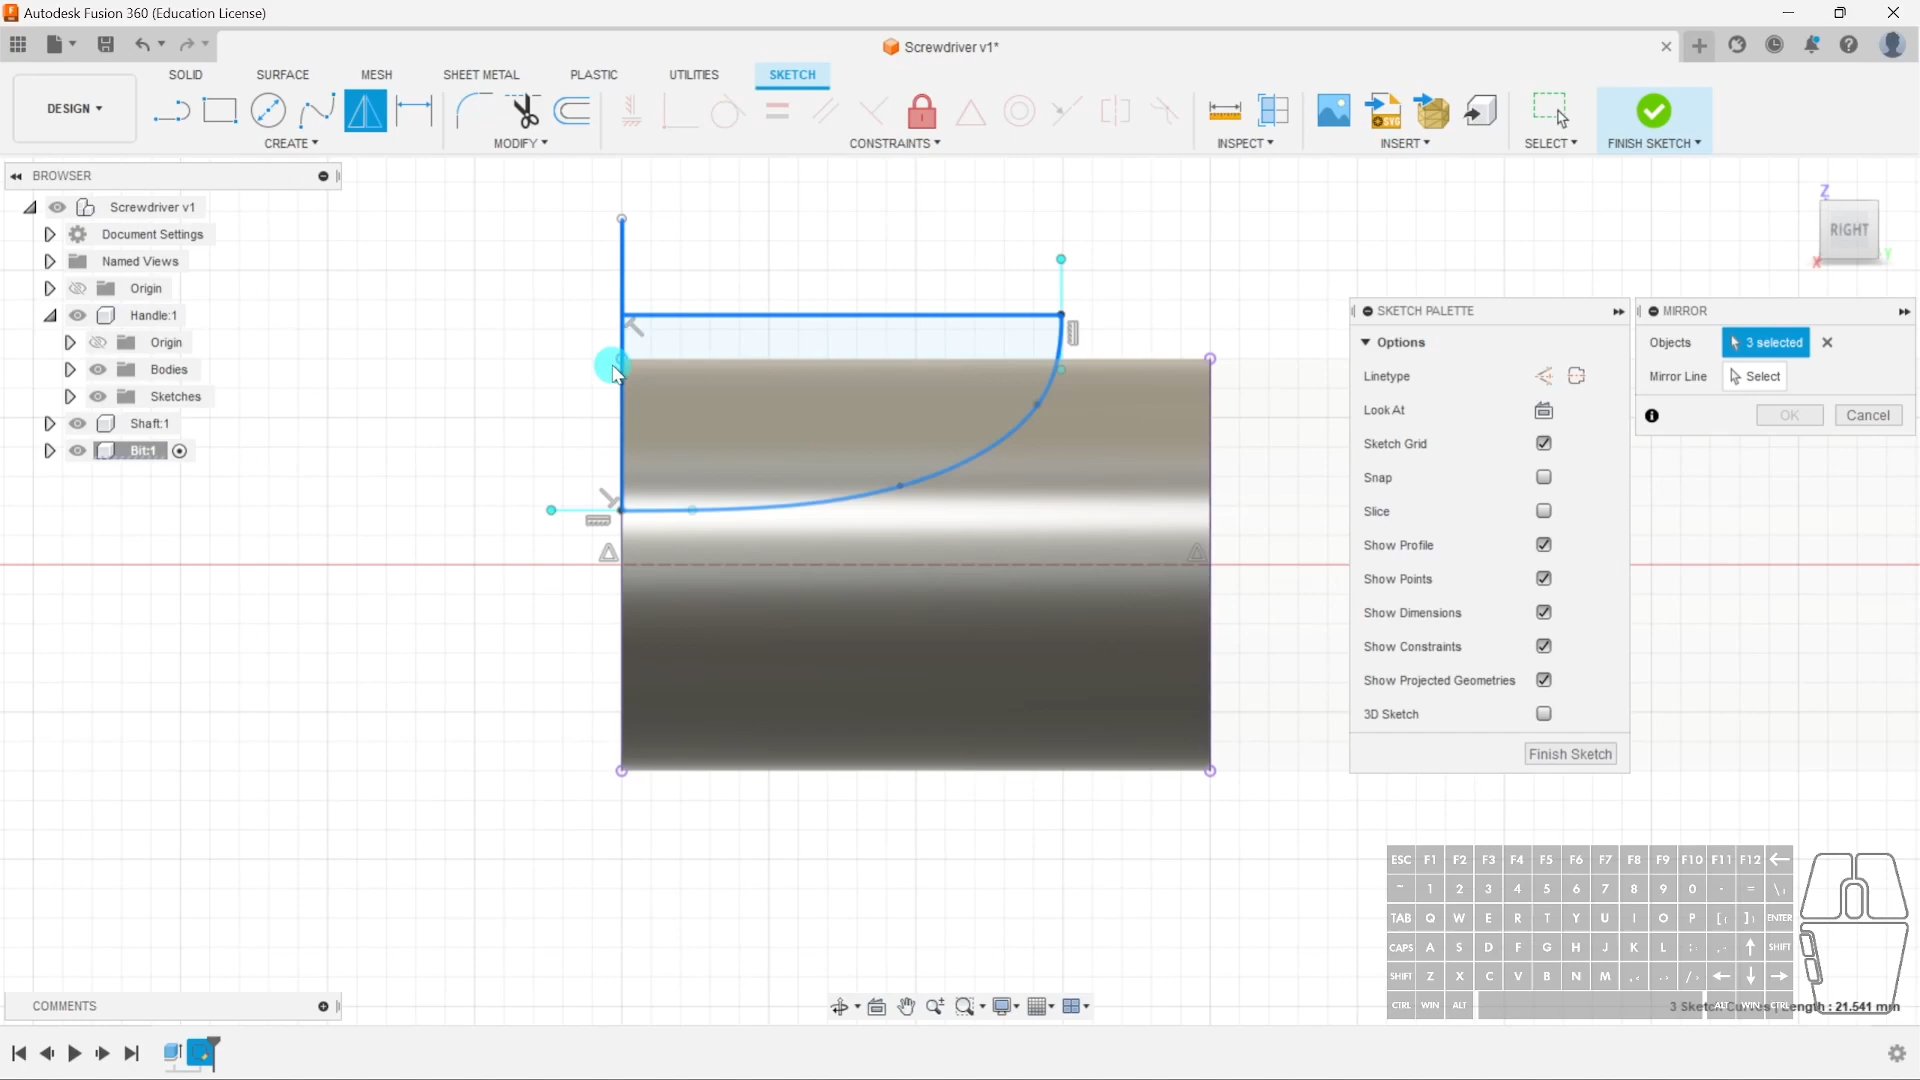 Autodesk Fusion 360 (Education License)
Screwdriver v1*
SOLID SURFACE MESH SHEET METAL PLASTIC UTILITIES SKETCH
DESIGN
CREATE MODIFY CONSTRAINTS INSPECT INSERT SELECT FINISH SKETCH
SVG
BROWSER
Screwdriver v1
Document Settings
Named Views
Origin
Handle:1
Origin
Bodies
Sketches
Shaft:1
Bit:1
Z
RIGHT
X Y
SKETCH PALETTE
Options
Linetype
Look At
Sketch Grid
Snap
Slice
Show Profile
Show Points
Show Dimensions
Show Constraints
Show Projected Geometries
3D Sketch
Finish Sketch
MIRROR
Objects 3 selected
Mirror Line Select
OK Cancel
ESC F1 F2 F3 F4 F5 F6 F7 F8 F9 F10 F11 F12
~ 1 2 3 4 5 6 7 8 9 0 - =
TAB Q W E R T Y U I O P ENTER
CAPS A S D F G H J K L SHIFT
SHIFT Z X C V B N M
CTRL WIN ALT ALT WIN CTRL
COMMENTS